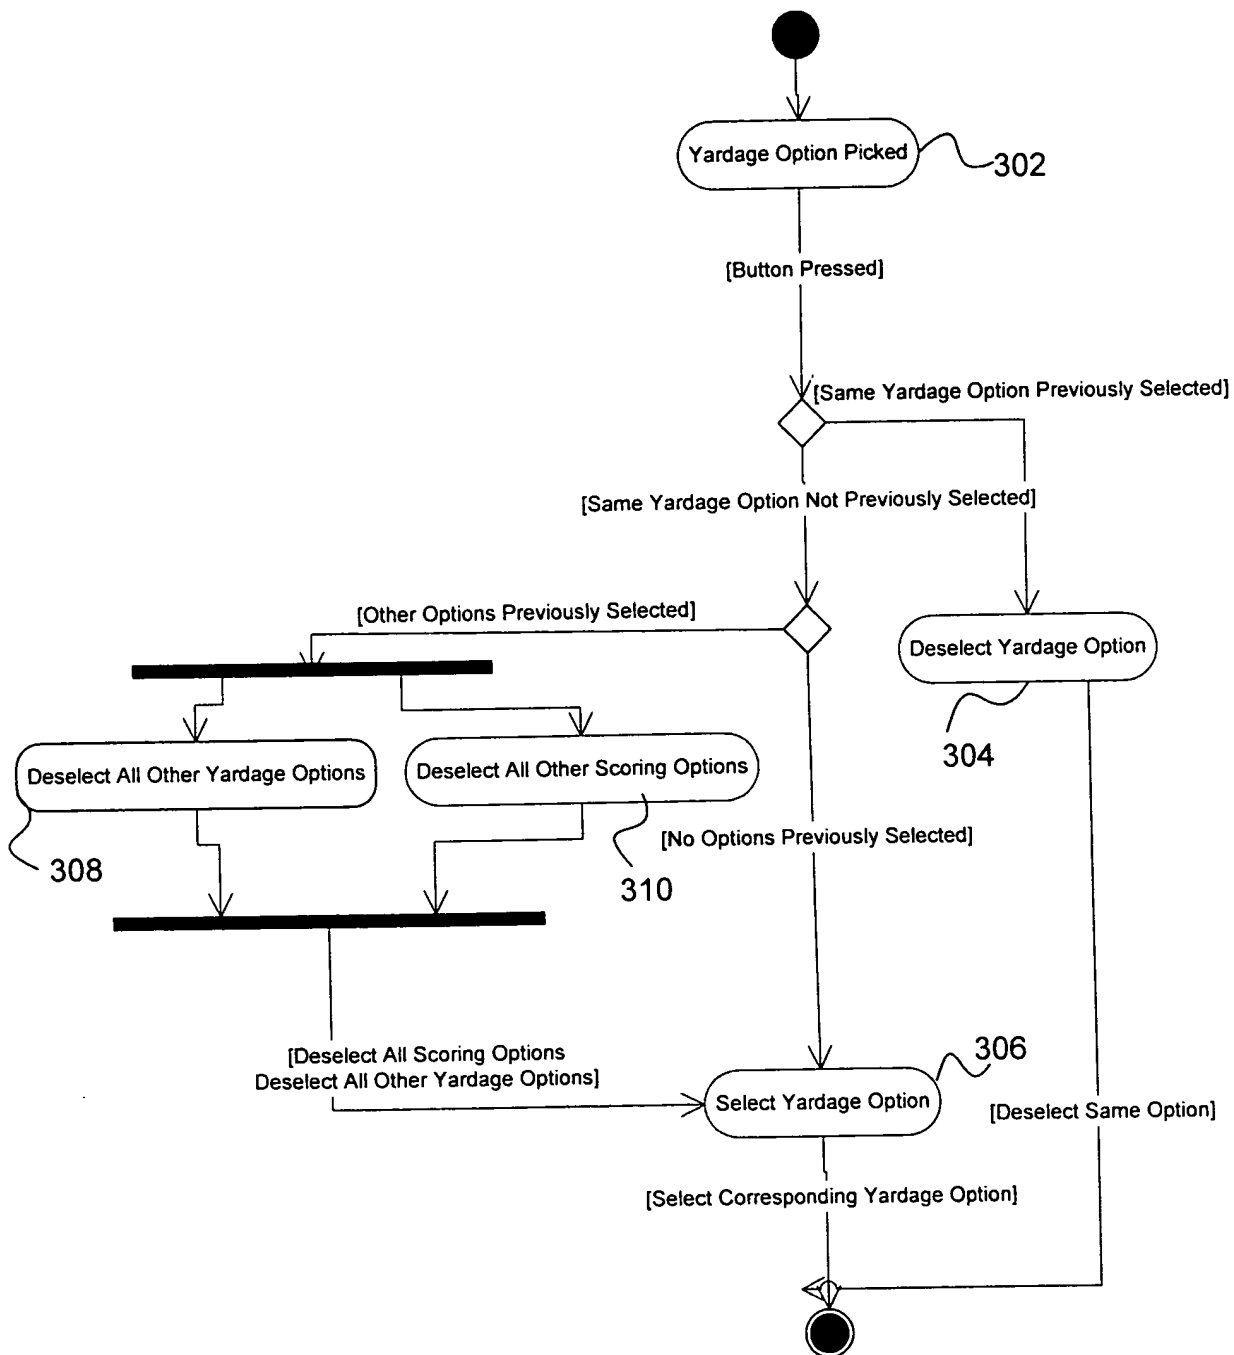 Yardage Option Picked
302
[Button Pressed]
[Same Yardage Option Previously Selected]
[Same Yardage Option Not Previously Selected]
[Other Options Previously Selected]
Deselect Yardage Option
304
Deselect All Other Yardage Options
Deselect All Other Scoring Options
308
310
[No Options Previously Selected]
[Deselect All Scoring Options
Deselect All Other Yardage Options]
306
Select Yardage Option
[Deselect Same Option]
[Select Corresponding Yardage Option]